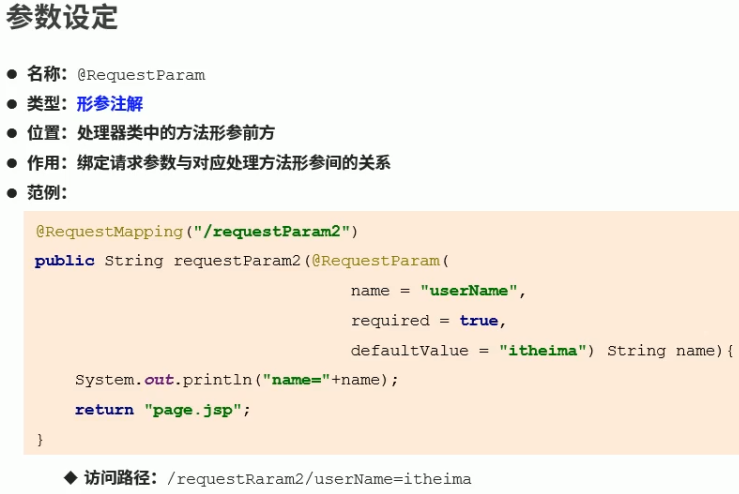 参数设定
● 名称：@RequestParam
● 类型：形参注解
● 位置：处理器类中的方法形参前方
● 作用：绑定请求参数与对应处理方法形参间的关系
● 范例：
@RequestMapping("/requestParam2")
public String requestParam2(@RequestParam(
name = "userName",
required = true,
defaultValue = "itheima") String name){
System.out.println("name="+name);
return "page.jsp";
}
◆ 访问路径：/requestRaram2/userName=itheima